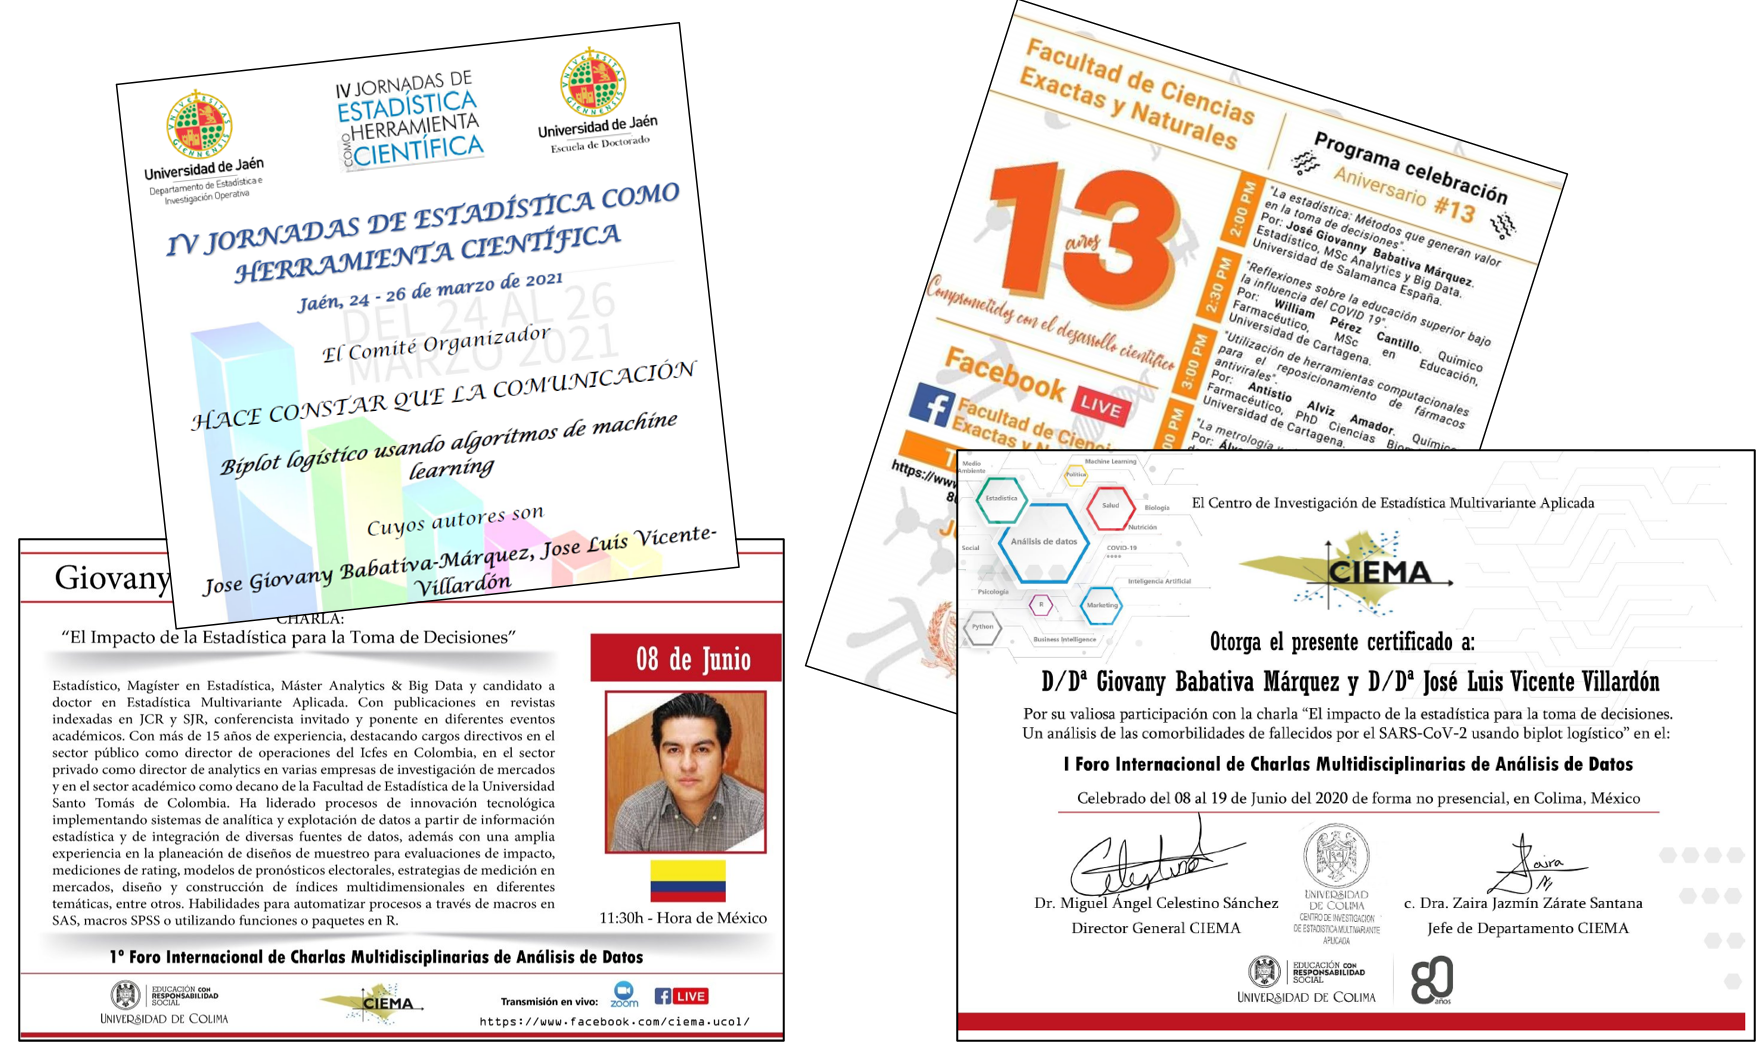 Universidad de Jaén
Departamento de Estadística e
Investigación Operativa
IV JORNADAS DE
ESTADÍSTICA
COMO HERRAMIENTA
CIENTÍFICA
Universidad de Jaén
Escuela de Doctorado
IV JORNADAS DE ESTADÍSTICA COMO
HERRAMIENTA CIENTÍFICA
Jaén, 24 - 26 de marzo de 2021
DEL 24 AL 26
MARZO 2021
El Comité Organizador
HACE CONSTAR QUE LA COMUNICACIÓN
Biplot logístico usando algoritmos de machine
learning
Cuyos autores son
Jose Giovany Babativa-Márquez, Jose Luis Vicente-
Villardón
Giovany
CHARLA:
“El Impacto de la Estadística para la Toma de Decisiones”
08 de Junio
Estadístico, Magíster en Estadística, Máster Analytics & Big Data y candidato a
doctor en Estadística Multivariante Aplicada. Con publicaciones en revistas
indexadas en JCR y SJR, conferencista invitado y ponente en diferentes eventos
académicos. Con más de 15 años de experiencia, destacando cargos directivos en el
sector público como director de operaciones del Icfes en Colombia, en el sector
privado como director de analytics en varias empresas de investigación de mercados
y en el sector académico como decano de la Facultad de Estadística de la Universidad
Santo Tomás de Colombia. Ha liderado procesos de innovación tecnológica
implementando sistemas de analítica y explotación de datos a partir de información
estadística y de integración de diversas fuentes de datos, además con una amplia
experiencia en la planeación de diseños de muestreo para evaluaciones de impacto,
mediciones de rating, modelos de pronósticos electorales, estrategias de medición en
mercados, diseño y construcción de índices multidimensionales en diferentes
temáticas, entre otros. Habilidades para automatizar procesos a través de macros en
SAS, macros SPSS o utilizando funciones o paquetes en R.
11:30h - Hora de México
1º Foro Internacional de Charlas Multidisciplinarias de Análisis de Datos
EDUCACIÓN CON
RESPONSABILIDAD
SOCIAL
UNIVERSIDAD DE COLIMA
CIEMA
Transmisión en vivo:
zoom
LIVE
https://www.facebook.com/ciema.ucol/
Facultad de Ciencias
Exactas y Naturales
13
años
Comprometidos con el desarrollo científico
Facebook LIVE
Facultad de Cienci
Exactas y N
https://www
Programa celebración
Aniversario #13
2:00 PM
"La estadística: Métodos que generan valor
en la toma de decisiones".
Por: José Giovanny Babativa Márquez.
Estadístico, MSc Analytics y Big Data.
Universidad de Salamanca España.
2:30 PM
"Reflexiones sobre la educación superior bajo
la influencia del COVID 19".
Por: William Pérez Cantillo. Químico
Farmacéutico, MSc en Educación,
Universidad de Cartagena.
3:00 PM
"Utilización de herramientas computacionales
para el reposicionamiento de fármacos
antivirales".
Por: Antistio Alviz Amador. Químico
Farmacéutico, PhD Ciencias Biom
Universidad de Cartagena.
00 PM
"La metrología
Por: Álv
Medio
Ambiente
Machine Learning
Política
Estadística
Salud
Biología
Nutrición
Análisis de datos
Social
COVID-19
Inteligencia Artificial
Psicología
R
Marketing
Python
Business Intelligence
El Centro de Investigación de Estadística Multivariante Aplicada
CIEMA
Otorga el presente certificado a:
D/Dª Giovany Babativa Márquez y D/Dª José Luis Vicente Villardón
Por su valiosa participación con la charla “El impacto de la estadística para la toma de decisiones.
Un análisis de las comorbilidades de fallecidos por el SARS-CoV-2 usando biplot logístico” en el:
I Foro Internacional de Charlas Multidisciplinarias de Análisis de Datos
Celebrado del 08 al 19 de Junio del 2020 de forma no presencial, en Colima, México
Dr. Miguel Ángel Celestino Sánchez
Director General CIEMA
UNIVERSIDAD
DE COLIMA
CENTRO DE INVESTIGACION
DE ESTADISTICA MULTIVARIANTE
APLICADA
c. Dra. Zaira Jazmín Zárate Santana
Jefe de Departamento CIEMA
EDUCACIÓN CON
RESPONSABILIDAD
SOCIAL
UNIVERSIDAD DE COLIMA
80
años